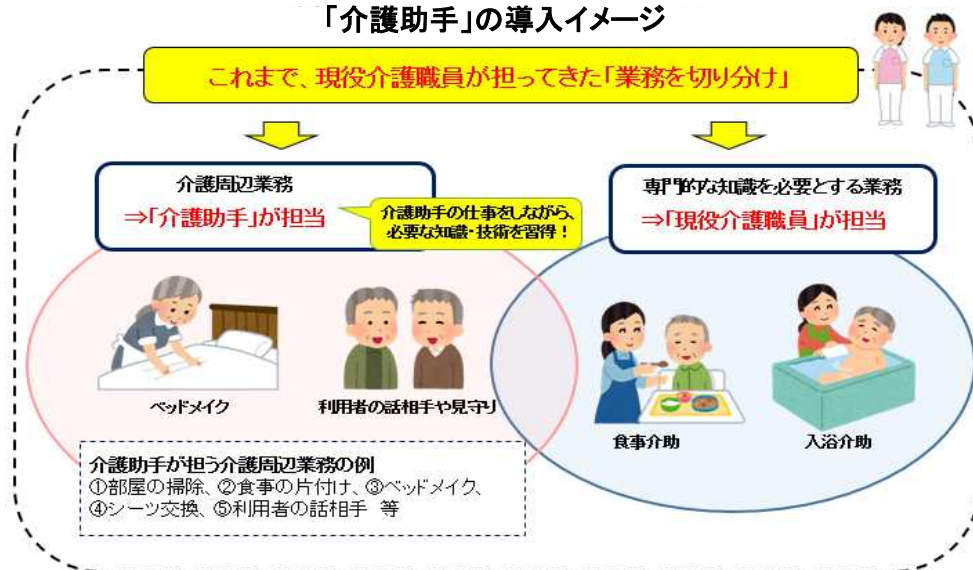 「介護助手」の導入イメージ
これまで、現役介護職員が担ってきた「業務を切り分け」
介護周辺業務
⇒「介護助手」が担当
介護助手の仕事をしながら、
必要な知識・技術を習得！
専門的な知識を必要とする業務
⇒「現役介護職員」が担当
ベッドメイク
利用者の話相手や見守り
食事介助
入浴介助
介護助手が担う介護周辺業務の例
①部屋の掃除、②食事の片付け、③ベッドメイク、
④シーツ交換、⑤利用者の話相手 等